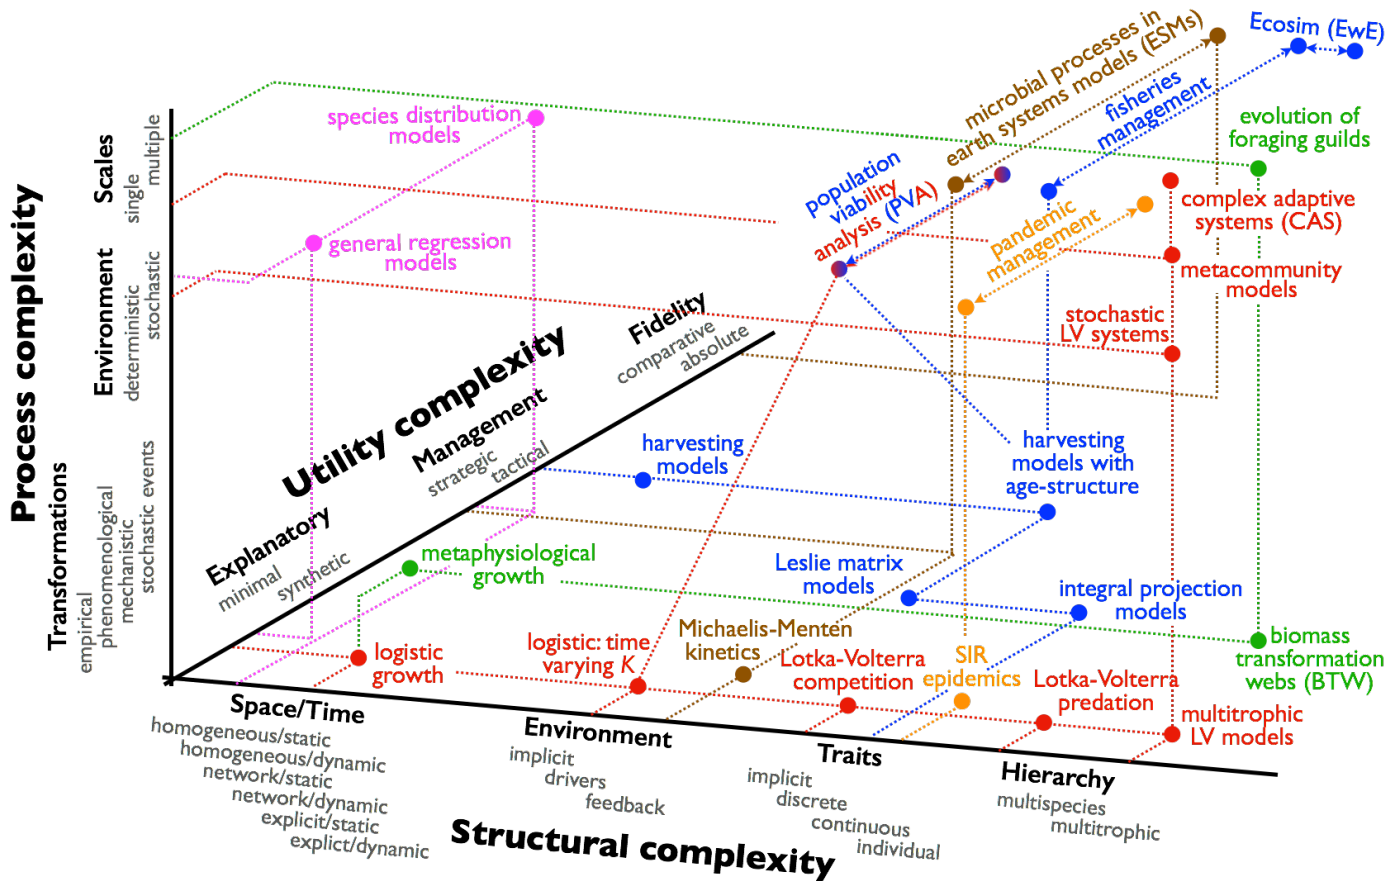 Process complexity
Scales
single
multiple
Environment
deterministic
stochastic
Transformations
empirical
phenomenological
mechanistic
stochastic events
Utility complexity
Explanatory
minimal
synthetic
Management
strategic
tactical
Fidelity
comparative
absolute
Structural complexity
Space/Time
homogeneous/static
homogeneous/dynamic
network/static
network/dynamic
explicit/static
explict/dynamic
Environment
implicit
drivers
feedback
Traits
implicit
discrete
continuous
individual
Hierarchy
multispecies
multitrophic
species distribution
models
general regression
models
population
viability
analysis (PVA)
microbial processes in
earth systems models (ESMs)
fisheries
management
Ecosim (EwE)
evolution of
foraging guilds
complex adaptive
systems (CAS)
pandemic
management
metacommunity
models
stochastic
LV systems
harvesting
models
harvesting
models with
age-structure
metaphysiological
growth
Leslie matrix
models
integral projection
models
logistic
growth
logistic: time
varying K
Michaelis-Menten
kinetics
Lotka-Volterra
competition
SIR
epidemics
Lotka-Volterra
predation
biomass
transformation
webs (BTW)
multitrophic
LV models